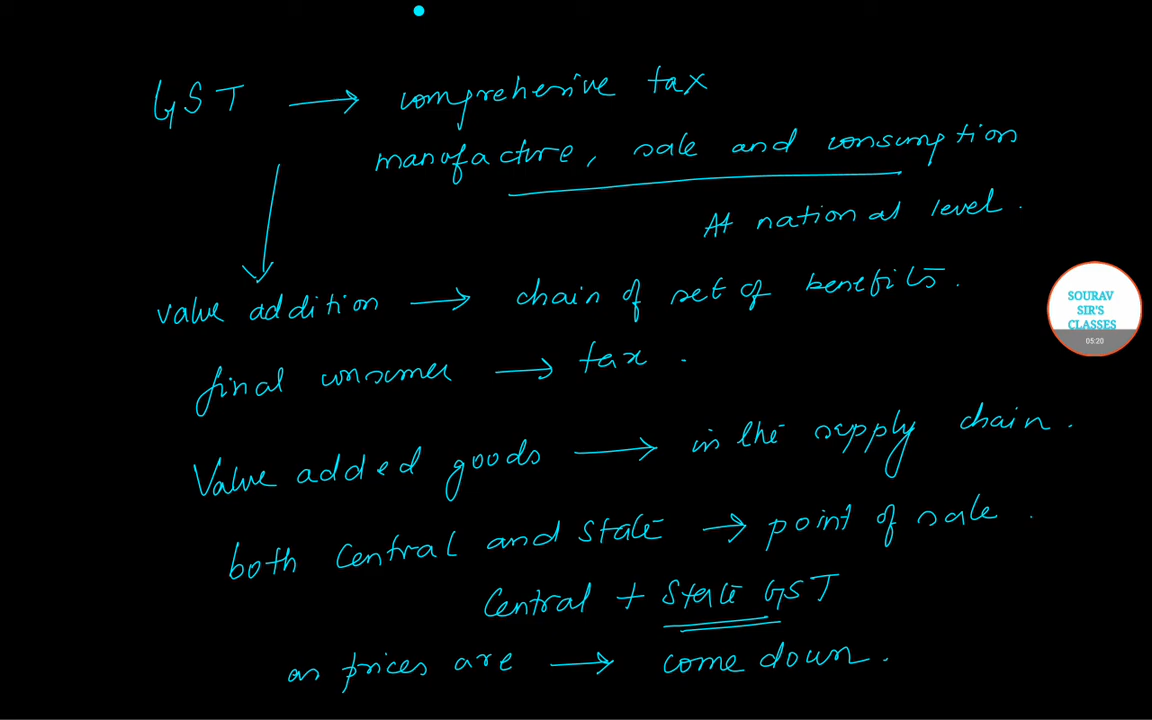 GST → comprehensive tax
manufacture, sale and consumption
At national level.
value addition → chain of set of benefits.
SOURAV
SIR'S
CLASSES
05:20
final consumer → tax.
Value added goods → in the supply chain.
both Central and State → point of sale.
Central + State GST
as prices are → come down.